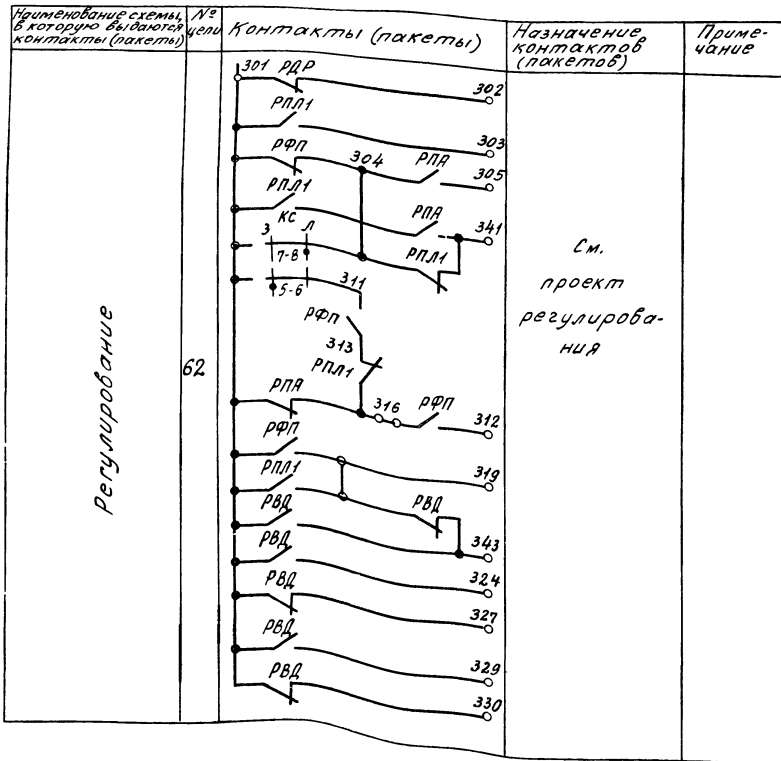 Наименование схемы,
в которую выдаются
контакты (пакеты)
№
цепи
Контакты (пакеты)
Назначение
контактов
(пакетов)
Приме-
чание
Регулирование
62
301 РДР 302
РПЛ1
303
РФП 304 РПА 305
РПЛ1 РПА 341
КС
З Л
7-8 РПЛ1
5-6 311
РФП
313
РПЛ1
РПА 316 РФП 312
РФП
319
РПЛ1
РВД
РВД
343
РВД
324
РВД
327
РВД
329
РВД
330
См.
проект
регулирова-
ния